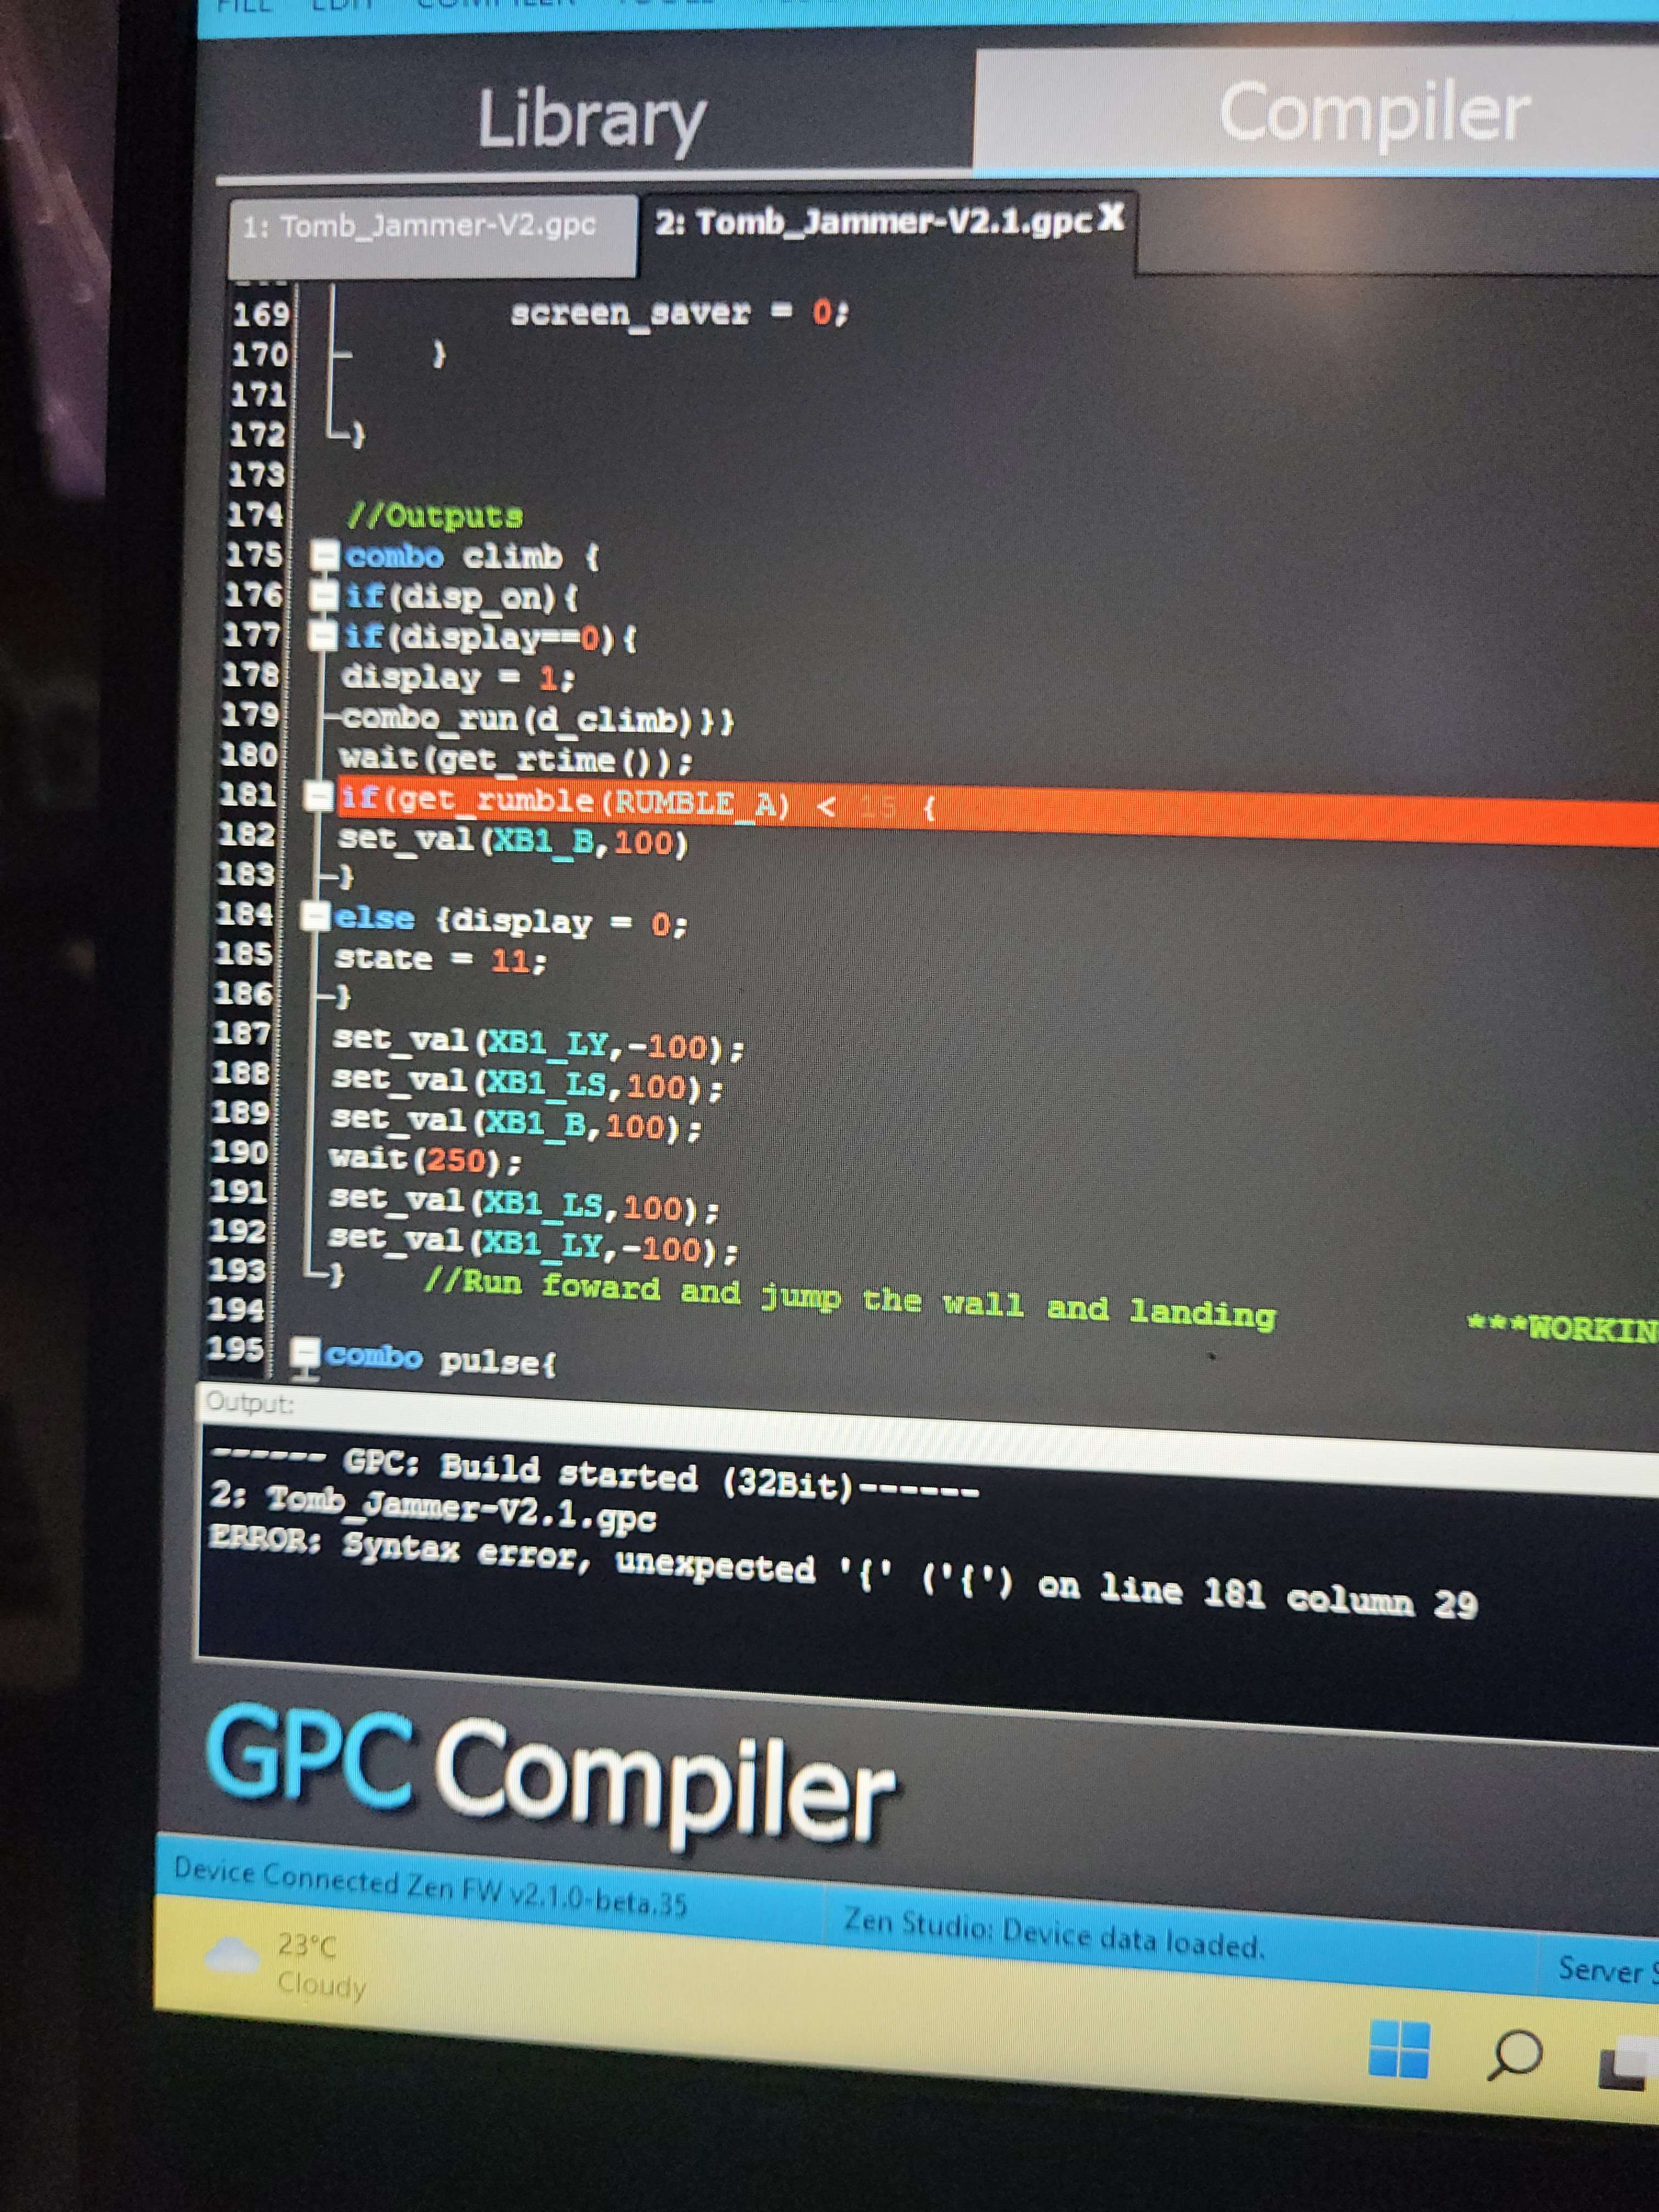 FILE EDIT COMPILER TOOLS
Library
Compiler
1: Tomb_Jammer-V2.gpc
2: Tomb_Jammer-V2.1.gpc X
169 screen_saver = 0;
170 }
171
172 }
173
174 //Outputs
175 combo climb {
176 if(disp_on){
177 if(display==0){
178 display = 1;
179 combo_run(d_climb)}}
180 wait(get_rtime());
181 if(get_rumble(RUMBLE_A) < 15 {
182 set_val(XB1_B,100)
183 }
184 else {display = 0;
185 state = 11;
186 }
187 set_val(XB1_LY,-100);
188 set_val(XB1_LS,100);
189 set_val(XB1_B,100);
190 wait(250);
191 set_val(XB1_LS,100);
192 set_val(XB1_LY,-100);
193 } //Run foward and jump the wall and landing ***WORKIN
194
195 combo pulse{
Output:
------ GPC: Build started (32Bit)------
2: Tomb_Jammer-V2.1.gpc
ERROR: Syntax error, unexpected '{' ('{') on line 181 column 29
GPC Compiler
Device Connected Zen FW v2.1.0-beta.35
Zen Studio: Device data loaded.
Server S
23°C
Cloudy